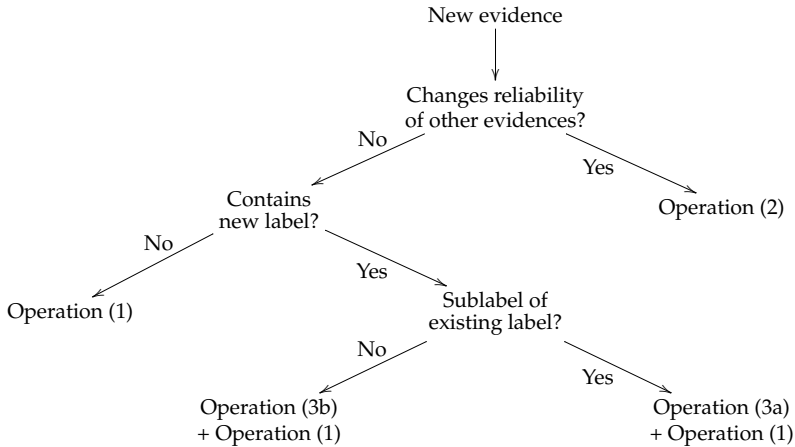 New evidence
Changes reliability
of other evidences?
No
Yes
Contains
new label?
Operation (2)
No
Yes
Operation (1)
Sublabel of
existing label?
No
Yes
Operation (3b)
+ Operation (1)
Operation (3a)
+ Operation (1)